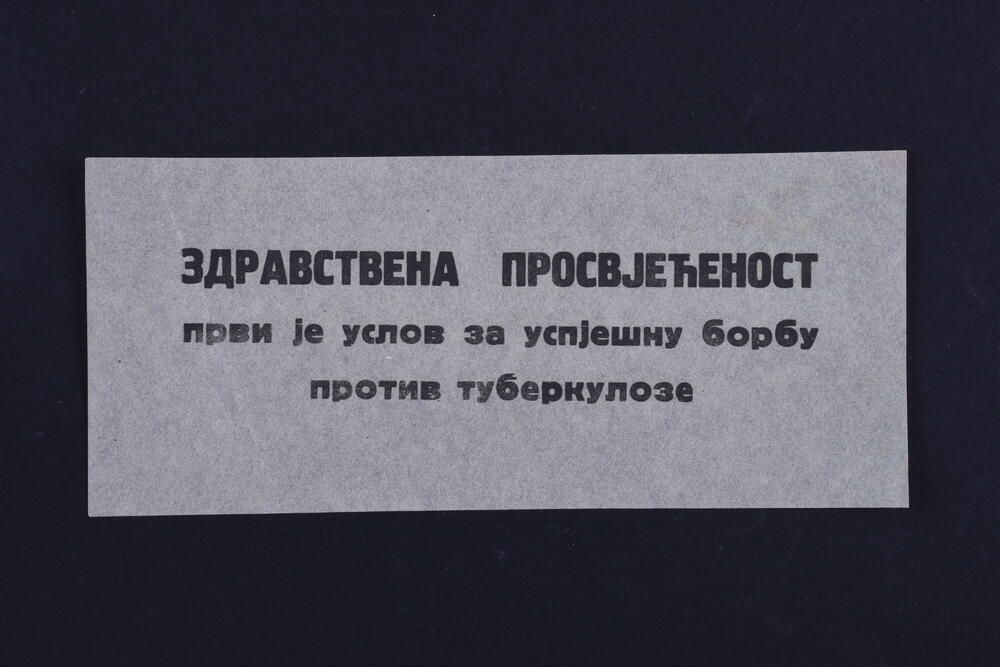 ЗДРАВСТВЕНА ПРОСВЈЕЋЕНОСТ
први је услов за успјешну борбу
против туберкулозе